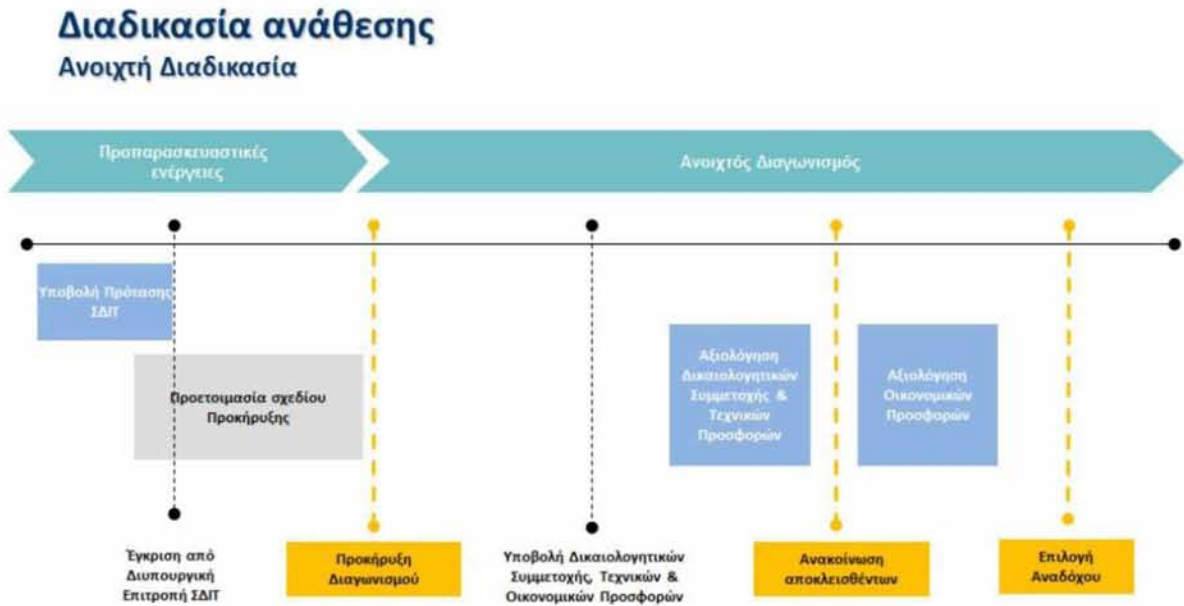 Διαδικασία ανάθεσης
Ανοιχτή Διαδικασία
Προπαρασκευαστικές
ενέργειες
Ανοιχτός Διαγωνισμός
Υποβολή Πρότασης
ΣΔΙΤ
Προετοιμασία σχεδίου
Προκήρυξης
Αξιολόγηση
Δικαιολογητικών
Συμμετοχής &
Τεχνικών
Προσφορών
Αξιολόγηση
Οικονομικών
Προσφορών
Έγκριση από
Διυπουργική
Επιτροπή ΣΔΙΤ
Προκήρυξη
Διαγωνισμού
Υποβολή Δικαιολογητικών
Συμμετοχής, Τεχνικών &
Οικονομικών Προσφορών
Ανακοίνωση
αποκλεισθέντων
Επιλογή
Αναδόχου